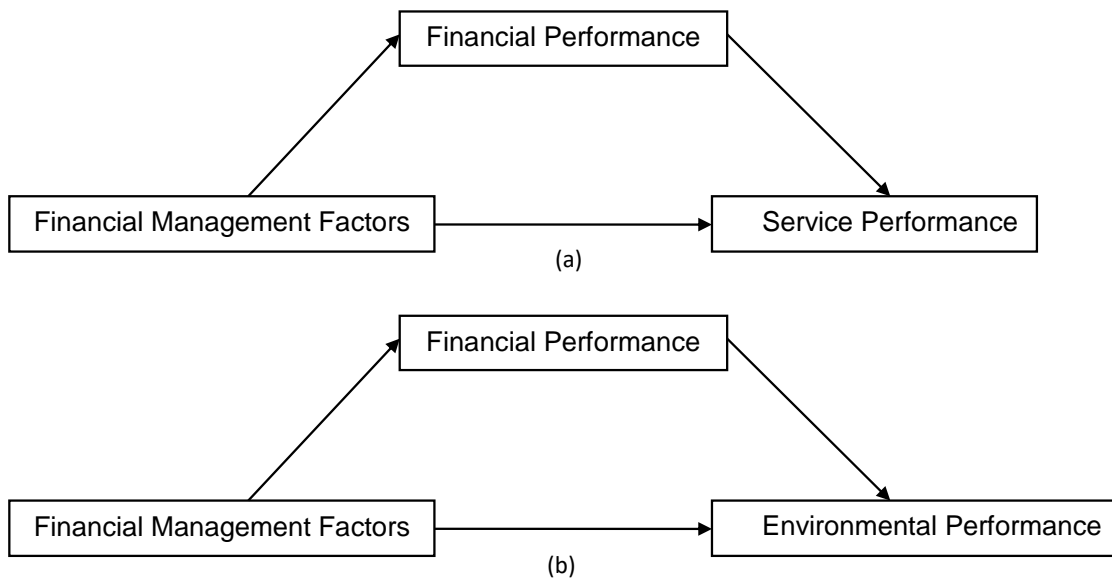 Financial Performance
Financial Management Factors
Service Performance
(a)
Financial Performance
Financial Management Factors
Environmental Performance
(b)